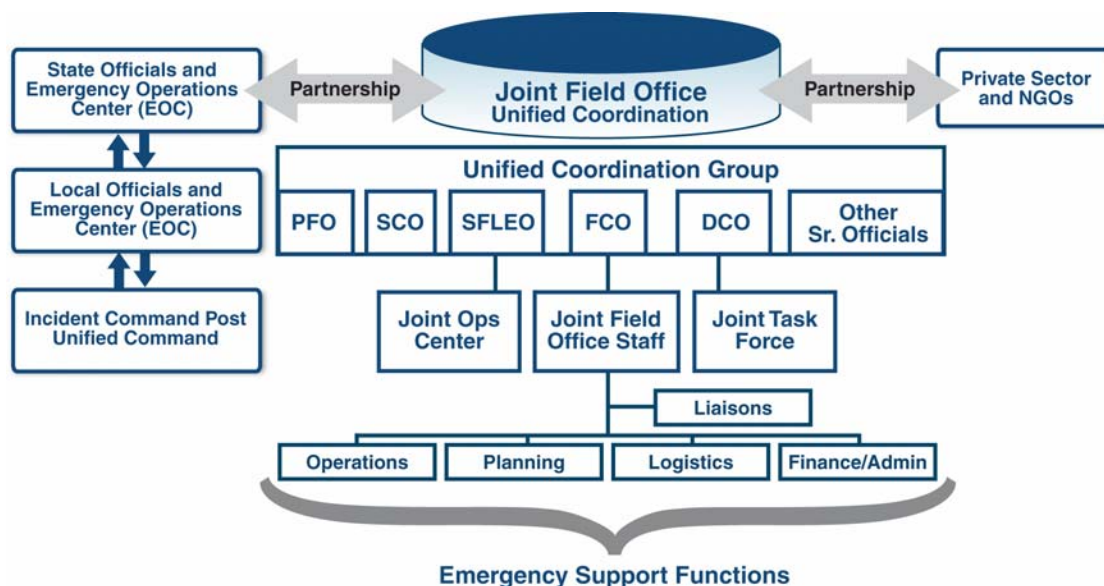 State Officials and
Emergency Operations
Center (EOC)
Partnership
Joint Field Office
Unified Coordination
Partnership
Private Sector
and NGOs
Local Officials and
Emergency Operations
Center (EOC)
Incident Command Post
Unified Command
Unified Coordination Group
PFO
SCO
SFLEO
FCO
DCO
Other
Sr. Officials
Joint Ops
Center
Joint Field
Office Staff
Joint Task
Force
Liaisons
Operations
Planning
Logistics
Finance/Admin
Emergency Support Functions